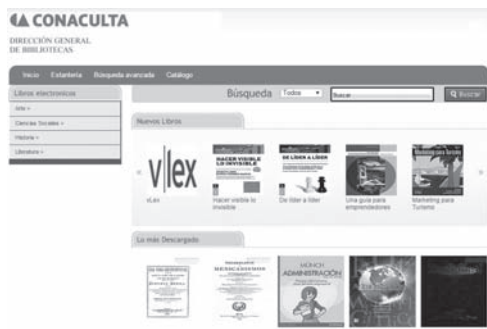 CONACULTA
DIRECCIÓN GENERAL
DE BIBLIOTECAS
Inicio Estantería Búsqueda avanzada Catálogo
Libros electronicos
Búsqueda Todos Buscar Buscar
Arte »
Ciencias Sociales »
Historia »
Literatura »
Nuevos Libros
vlex
HACER VISIBLE
LO INVISIBLE
DE LÍDER A LÍDER
Marketing para Turismo
vLex
Hacer visible lo
invisible
De líder a líder
Una guía para
emprendedores
Marketing para
Turismo
Lo más Descargado
MÜNCH
ADMINISTRACIÓN